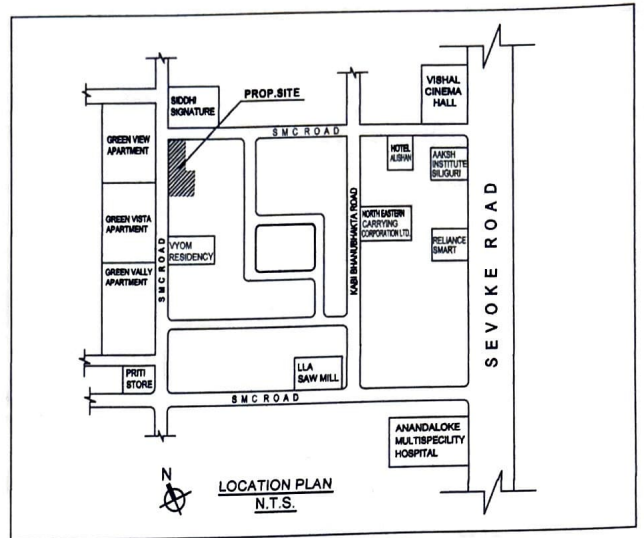 VISHAL
CINEMA
HALL
PROP.SITE
SIDDHI
SIGNATURE
SMC ROAD
GREEN VIEW
APARTMENT
HOTEL
ALISHAN
AAKSH
INSTITUTE
SILIGURI
GREEN VISTA
APARTMENT
SMC ROAD
VYOM
RESIDENCY
KABI BHANUBHAKTA ROAD
NORTH EASTERN
CARRYING
CORPORATION LTD.
RELIANCE
SMART
SEVOKE ROAD
GREEN VALLY
APARTMENT
PRITI
STORE
LLA
SAW MILL
SMC ROAD
ANANDALOKE
MULTISPECILITY
HOSPITAL
N
LOCATION PLAN
N.T.S.